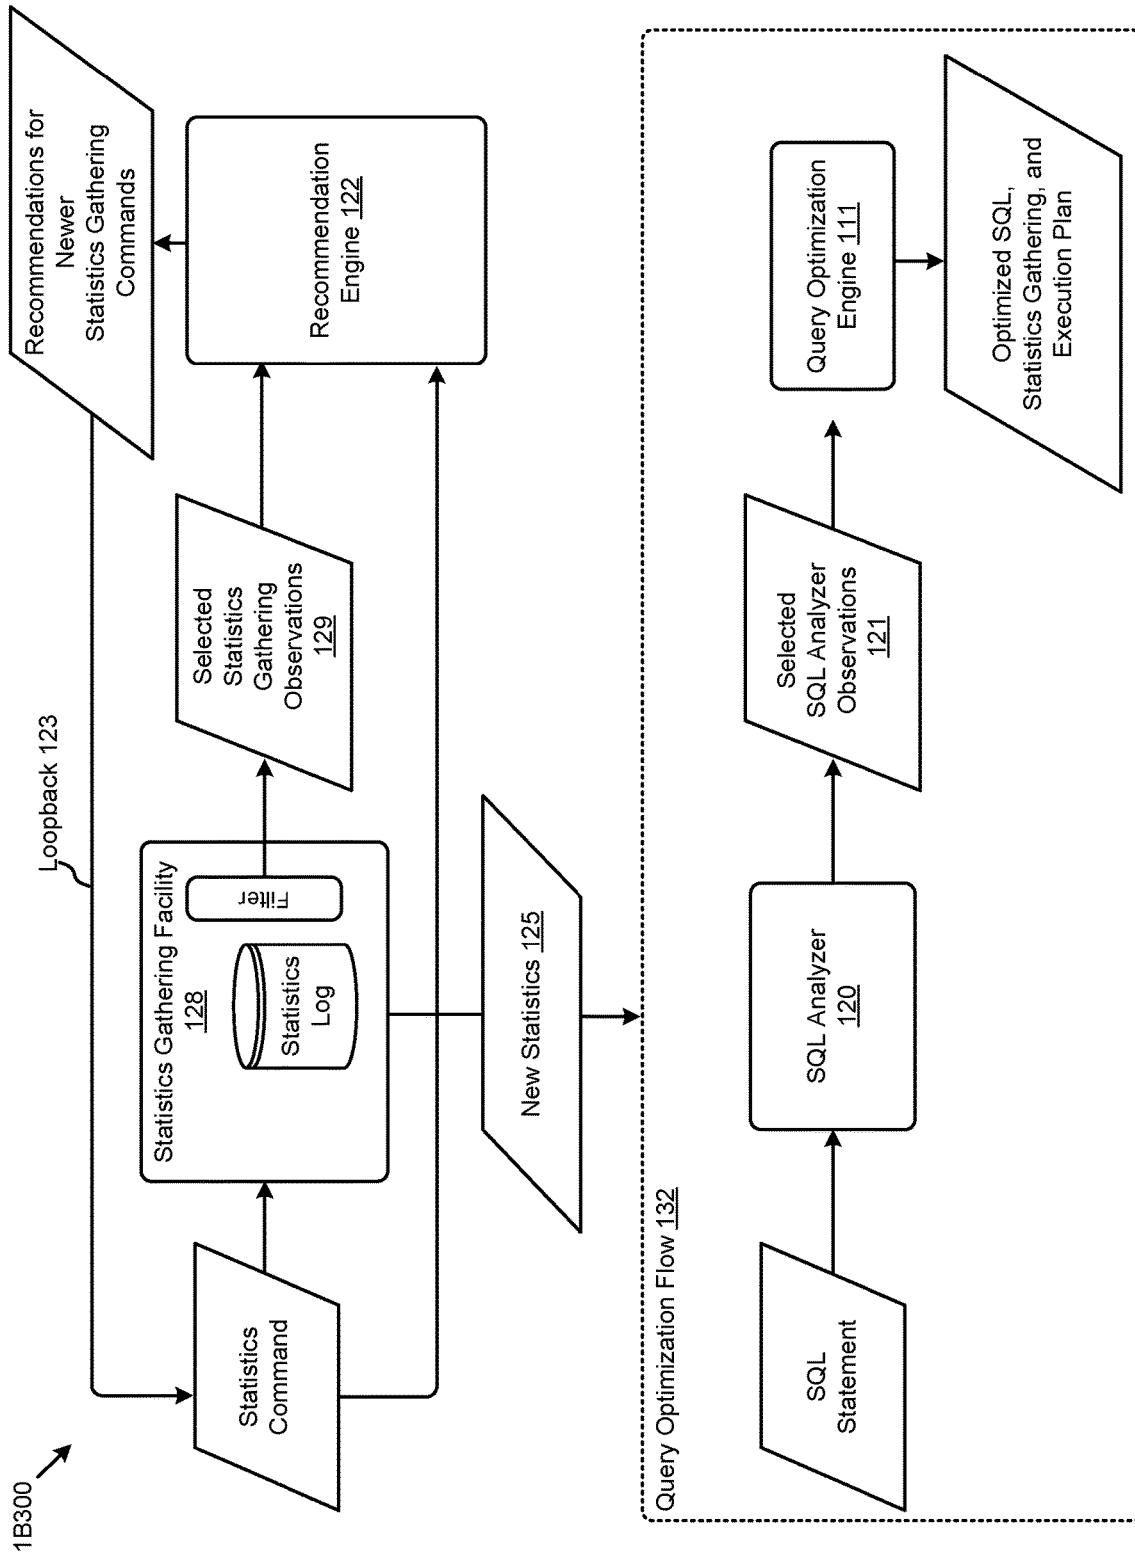 1B300
Loopback 123
Recommendations for
Newer
Statistics Gathering
Commands
Statistics
Command
Statistics Gathering Facility
128
Statistics
Log
Filter
Selected
Statistics
Gathering
Observations
129
Recommendation
Engine 122
New Statistics 125
Query Optimization Flow 132
SQL
Statement
SQL Analyzer
120
Selected
SQL Analyzer
Observations
121
Query Optimization
Engine 111
Optimized SQL,
Statistics Gathering, and
Execution Plan